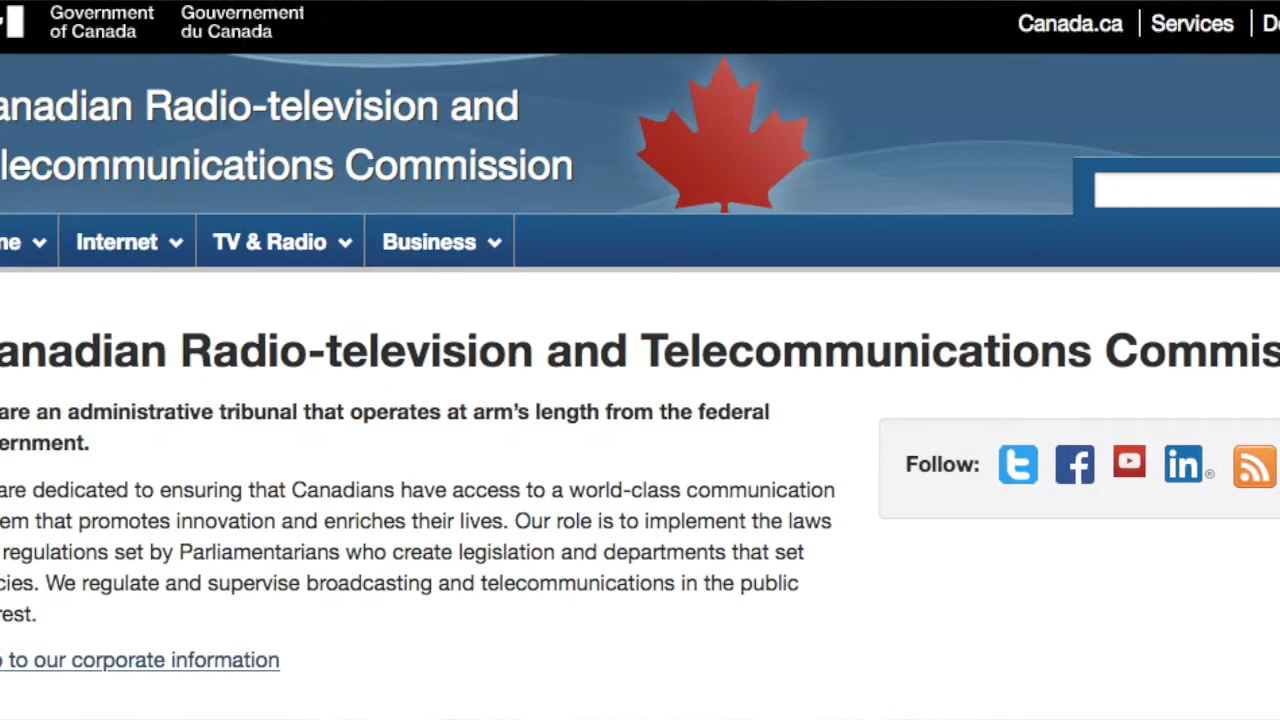 Government Gouvernement
of Canada du Canada
Canada.ca Services
anadian Radio-television and
lecommunications Commission
ne Internet TV & Radio Business
anadian Radio-television and Telecommunications Commis
are an administrative tribunal that operates at arm's length from the federal
ernment.
Follow:
are dedicated to ensuring that Canadians have access to a world-class communication
em that promotes innovation and enriches their lives. Our role is to implement the laws
regulations set by Parliamentarians who create legislation and departments that set
cies. We regulate and supervise broadcasting and telecommunications in the public
rest.
to our corporate information